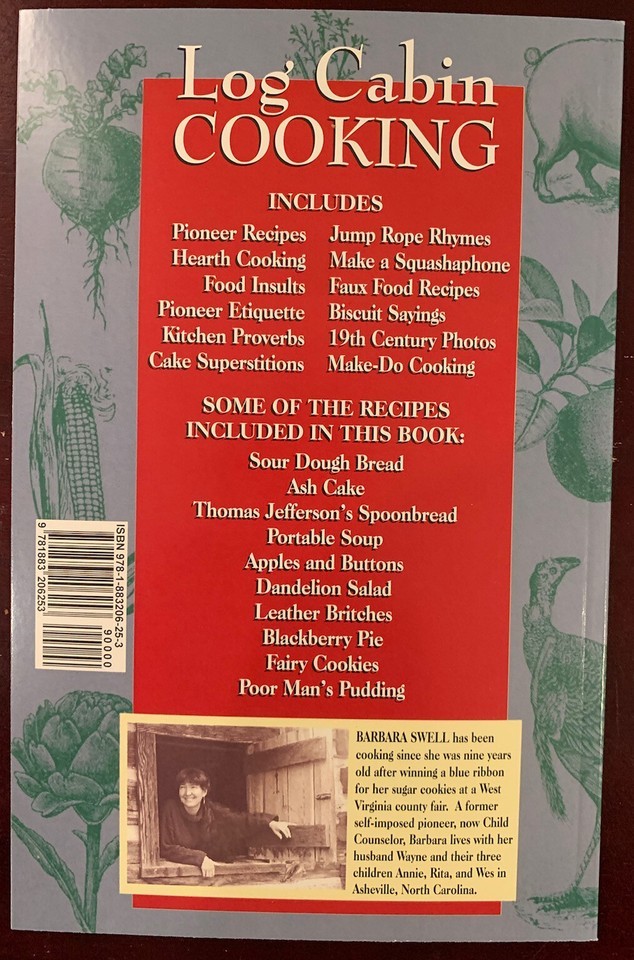 Log Cabin
COOKING
INCLUDES
Pioneer Recipes
Hearth Cooking
Food Insults
Pioneer Etiquette
Kitchen Proverbs
Cake Superstitions
Jump Rope Rhymes
Make a Squashaphone
Faux Food Recipes
Biscuit Sayings
19th Century Photos
Make-Do Cooking
SOME OF THE RECIPES
INCLUDED IN THIS BOOK:
Sour Dough Bread
Ash Cake
Thomas Jefferson's Spoonbread
Portable Soup
Apples and Buttons
Dandelion Salad
Leather Britches
Blackberry Pie
Fairy Cookies
Poor Man's Pudding
ISBN 978-1-883206-25-3
90000
9 781883 206253
BARBARA SWELL has been
cooking since she was nine years
old after winning a blue ribbon
for her sugar cookies at a West
Virginia county fair. A former
self-imposed pioneer, now Child
Counselor, Barbara lives with her
husband Wayne and their three
children Annie, Rita, and Wes in
Asheville, North Carolina.